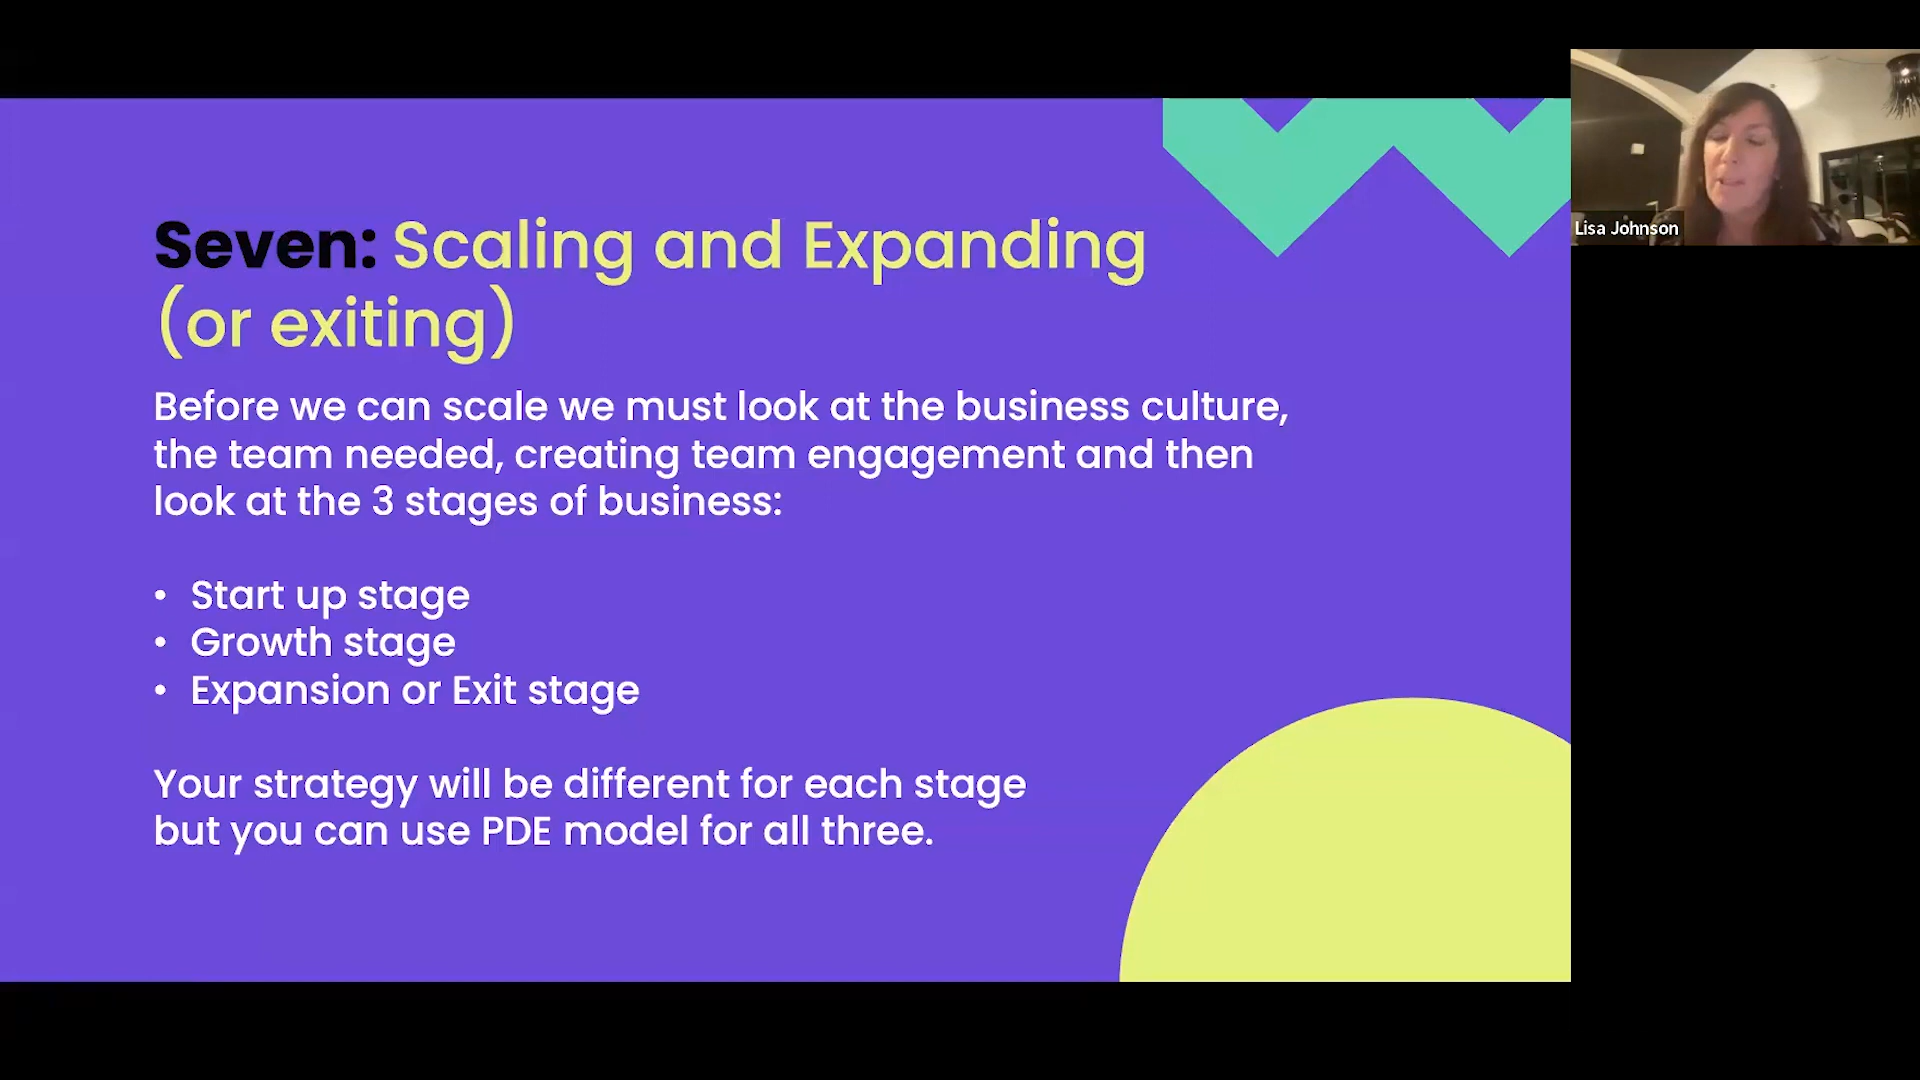 Seven: Scaling and Expanding
(or exiting)
Before we can scale we must look at the business culture,
the team needed, creating team engagement and then
look at the 3 stages of business:
• Start up stage
• Growth stage
• Expansion or Exit stage
Your strategy will be different for each stage
but you can use PDE model for all three.
Lisa Johnson